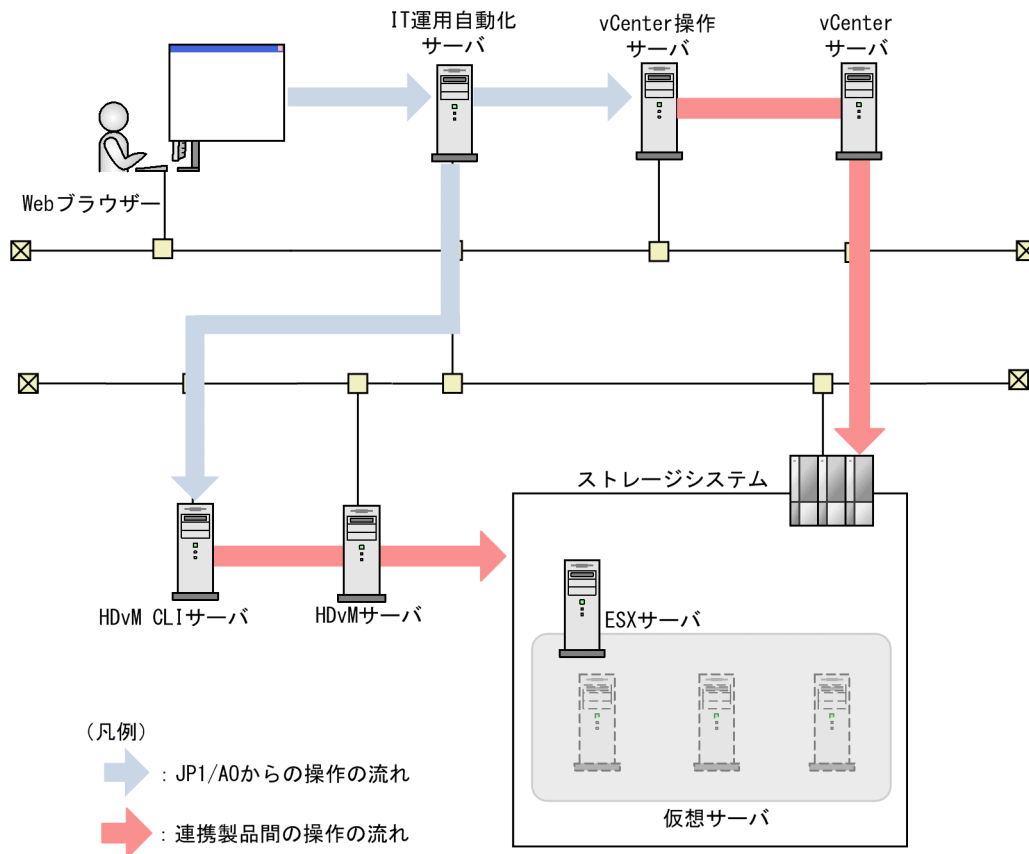 IT運用自動化
サーバ
vCenter操作
サーバ
vCenter
サーバ
Webブラウザー
ストレージシステム
HDvM CLIサーバ
HDvMサーバ
ESXサーバ
仮想サーバ
(凡例)
：JP1/AOからの操作の流れ
：連携製品間の操作の流れ